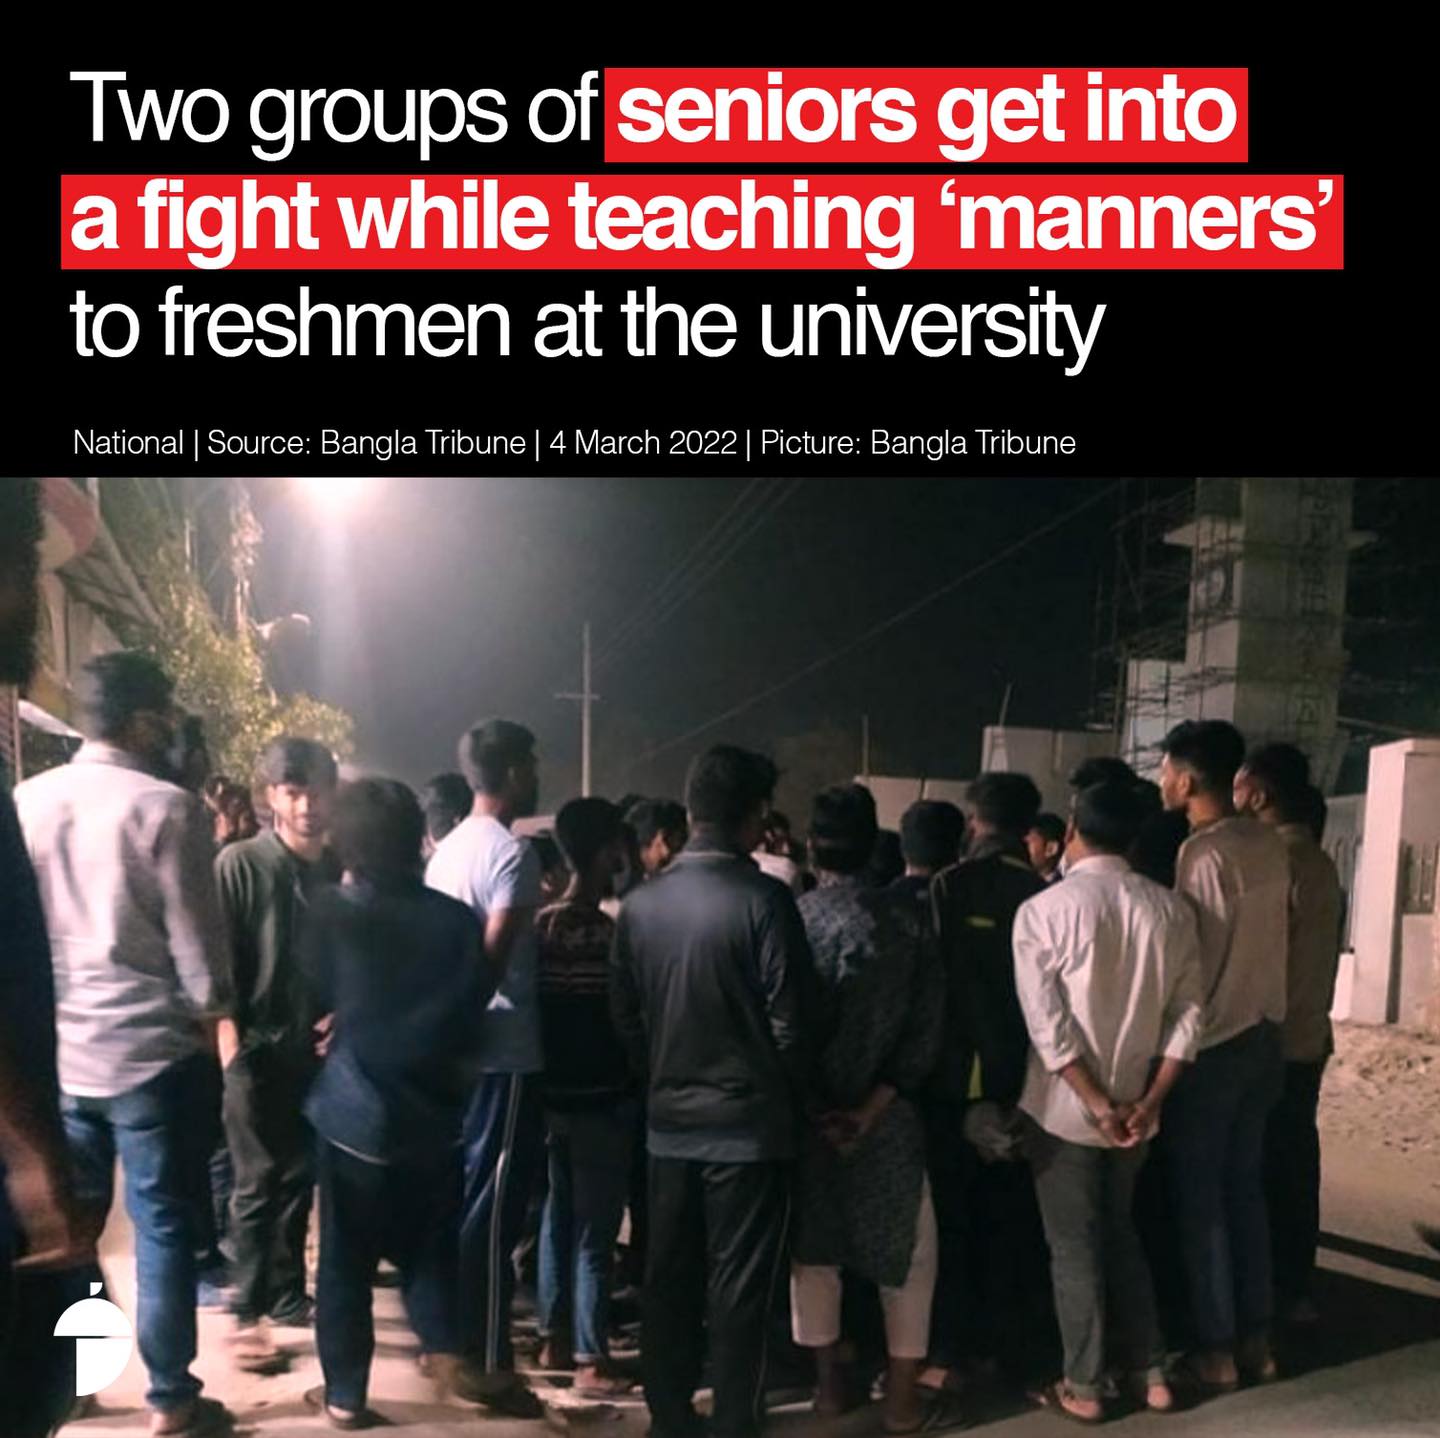 Two groups of seniors get into
a fight while teaching ‘manners’
to freshmen at the university
National | Source: Bangla Tribune | 4 March 2022 | Picture: Bangla Tribune